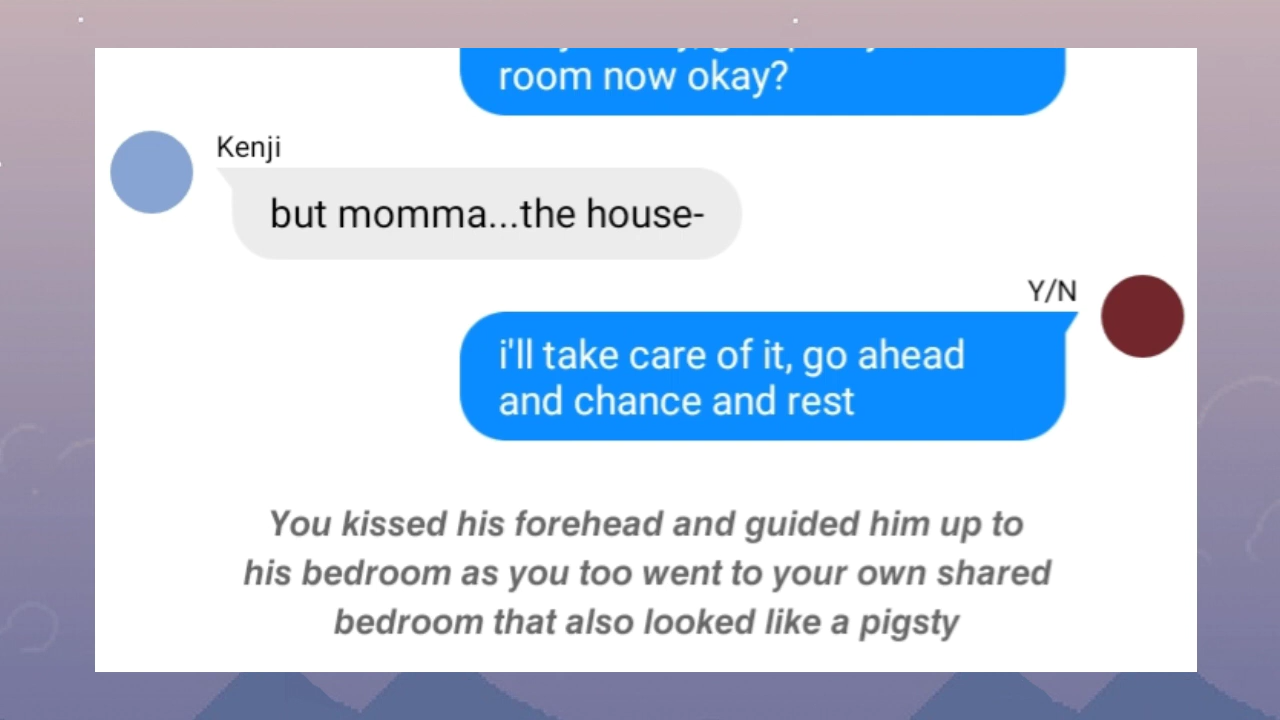 room now okay?
Kenji
but momma...the house-
Y/N
i'll take care of it, go ahead
and chance and rest
You kissed his forehead and guided him up to
his bedroom as you too went to your own shared
bedroom that also looked like a pigsty